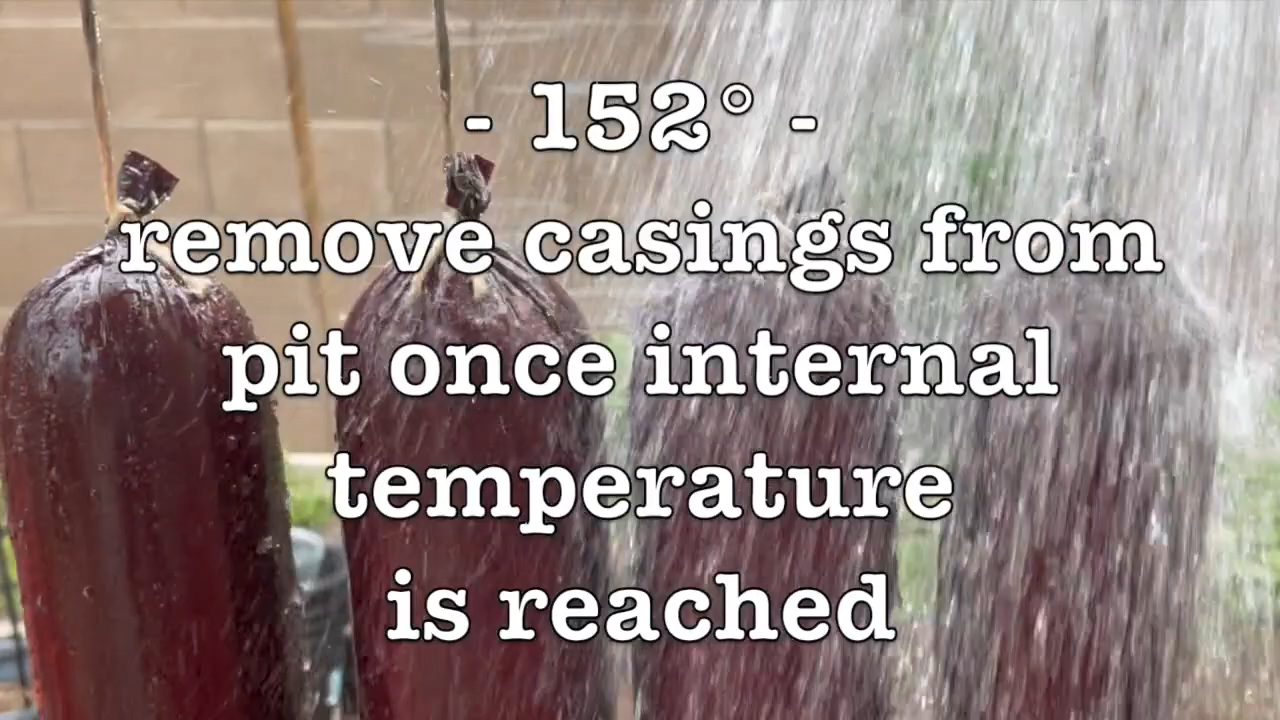 - 152° -
remove casings from
pit once internal
temperature
is reached